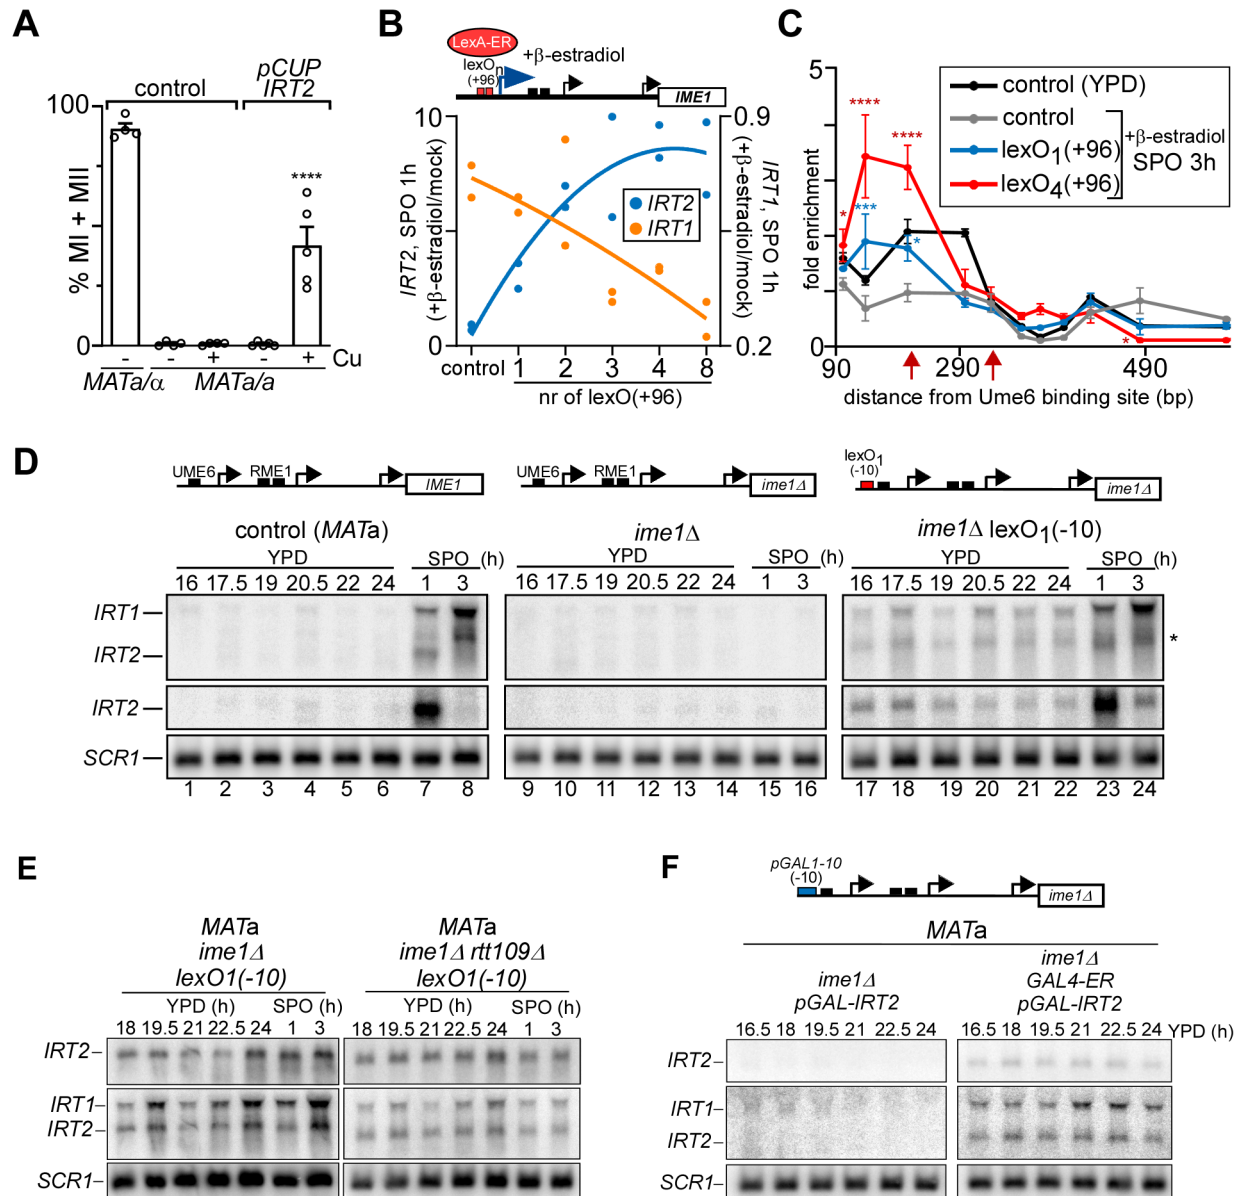 A
control
pCUP
IRT2
100
% MI + MII
****
0
- - + - + Cu
MATa/α MATa/a
B
LexA-ER
+β-estradiol
lexOn
(+96)
IME1
10
0.9
IRT2, SPO 1h
(+β-estradiol/mock)
IRT1, SPO 1h
(+β-estradiol/mock)
IRT2
IRT1
0
0.2
control 1 2 3 4 8
nr of lexO(+96)
C
5
control (YPD)
control
lexO1(+96)
lexO4(+96)
+β-estradiol
SPO 3h
fold enrichment
****
****
*
***
*
*
0
90 290 490
distance from Ume6 binding site (bp)
D
UME6 RME1 IME1
UME6 RME1 ime1Δ
lexO1
(-10)
ime1Δ
control (MATa)
ime1Δ
ime1Δ lexO1(-10)
YPD SPO (h)
YPD SPO (h)
YPD SPO (h)
16 17.5 19 20.5 22 24 1 3
16 17.5 19 20.5 22 24 1 3
16 17.5 19 20.5 22 24 1 3
IRT1
*
IRT2
IRT2
SCR1
1 2 3 4 5 6 7 8
9 10 11 12 13 14 15 16
17 18 19 20 21 22 23 24
E
MATa
ime1Δ
lexO1(-10)
MATa
ime1Δ rtt109Δ
lexO1(-10)
YPD (h) SPO (h)
YPD (h) SPO (h)
18 19.5 21 22.5 24 1 3
18 19.5 21 22.5 24 1 3
IRT2
IRT1
IRT2
SCR1
F
pGAL1-10
(-10)
ime1Δ
MATa
ime1Δ
pGAL-IRT2
ime1Δ
GAL4-ER
pGAL-IRT2
16.5 18 19.5 21 22.5 24
16.5 18 19.5 21 22.5 24 YPD (h)
IRT2
IRT1
IRT2
SCR1